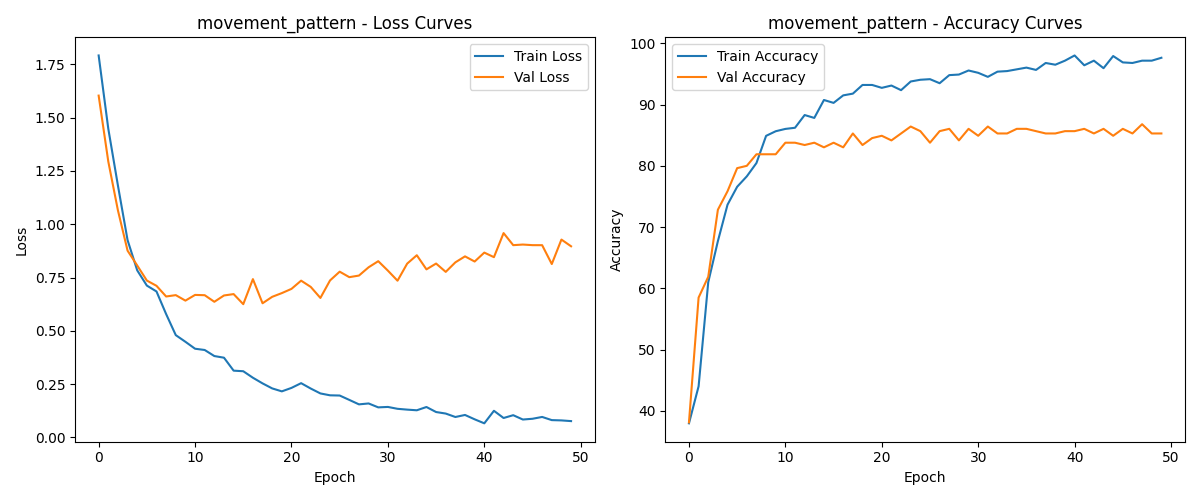 movement_pattern - Loss Curves
Train Loss
Val Loss
1.75
1.50
1.25
1.00
0.75
0.50
0.25
0.00
Loss
0
10
20
30
40
50
Epoch
movement_pattern - Accuracy Curves
Train Accuracy
Val Accuracy
100
90
80
70
60
50
40
Accuracy
0
10
20
30
40
50
Epoch